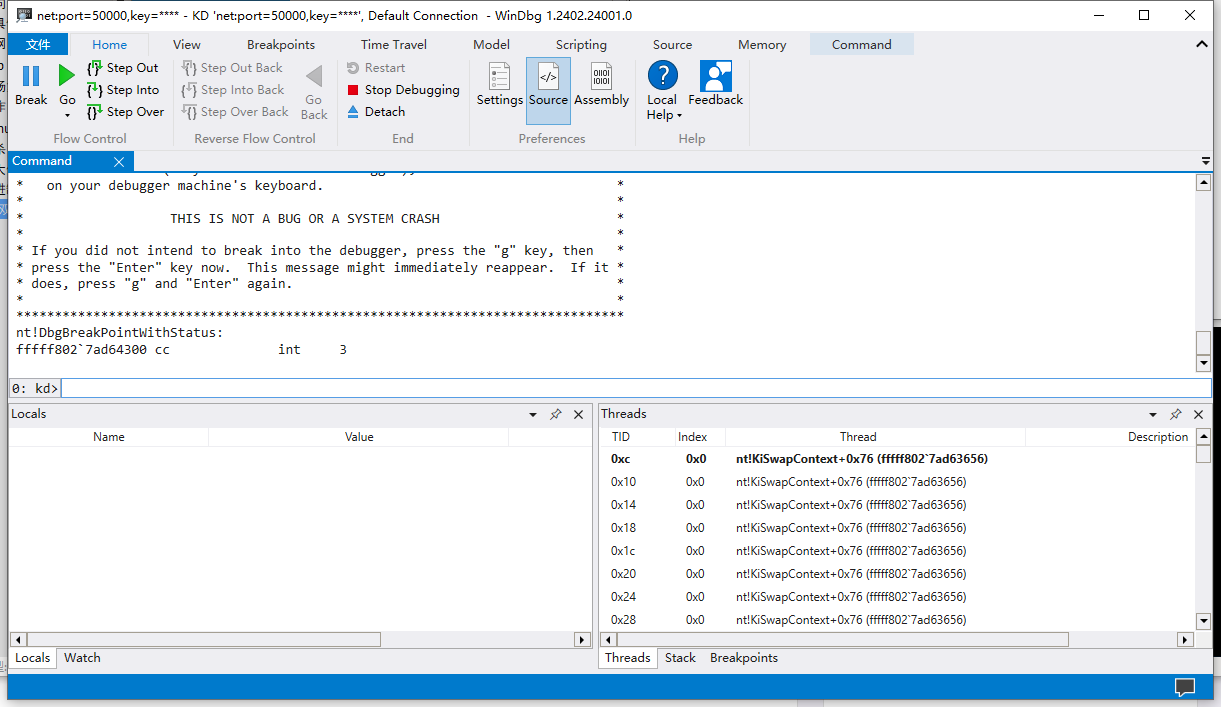 net:port=50000,key=**** - KD 'net:port=50000,key=****', Default Connection - WinDbg 1.2402.24001.0
文件 Home View Breakpoints Time Travel Model Scripting Source Memory Command
Break
Go
Step Out
Step Into
Step Over
Flow Control
Step Out Back
Step Into Back
Step Over Back
Go
Back
Reverse Flow Control
Restart
Stop Debugging
Detach
End
Settings
Source
Assembly
Preferences
Local
Help
Feedback
Help
Command
* on your debugger machine's keyboard. *
* *
* THIS IS NOT A BUG OR A SYSTEM CRASH *
* *
* If you did not intend to break into the debugger, press the "g" key, then *
* press the "Enter" key now. This message might immediately reappear. If it *
* does, press "g" and "Enter" again. *
* *
*******************************************************************************
nt!DbgBreakPointWithStatus:
fffff802`7ad64300 cc int 3
0: kd>
Locals
Name Value
Locals Watch
Threads
TID Index Thread Description
0xc 0x0 nt!KiSwapContext+0x76 (fffff802`7ad63656)
0x10 0x0 nt!KiSwapContext+0x76 (fffff802`7ad63656)
0x14 0x0 nt!KiSwapContext+0x76 (fffff802`7ad63656)
0x18 0x0 nt!KiSwapContext+0x76 (fffff802`7ad63656)
0x1c 0x0 nt!KiSwapContext+0x76 (fffff802`7ad63656)
0x20 0x0 nt!KiSwapContext+0x76 (fffff802`7ad63656)
0x24 0x0 nt!KiSwapContext+0x76 (fffff802`7ad63656)
0x28 0x0 nt!KiSwapContext+0x76 (fffff802`7ad63656)
Threads Stack Breakpoints